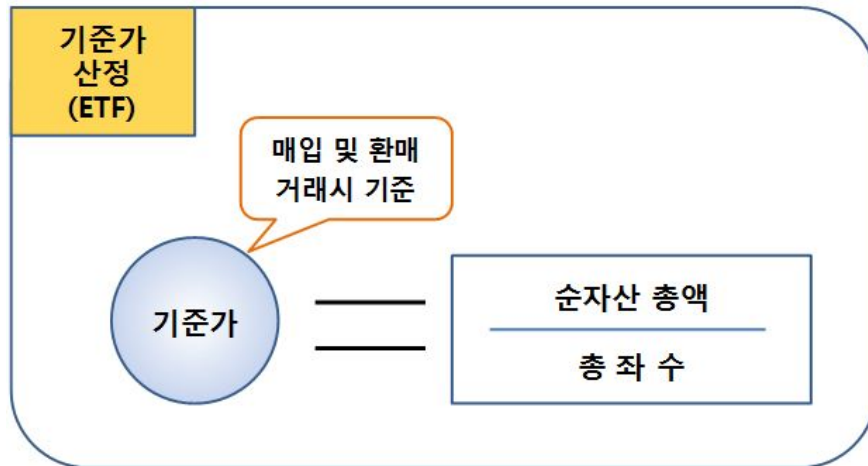 기준가
산정
(ETF)
매입 및 환매
거래시 기준
기준가
순자산 총액
총 좌 수